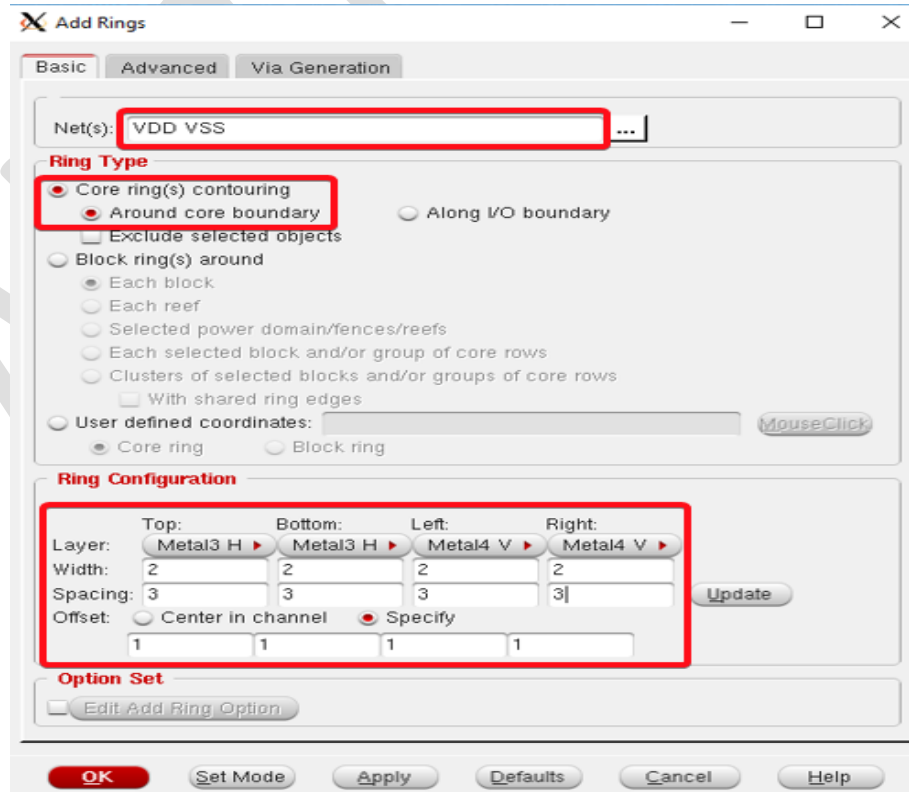 Add Rings
Basic Advanced Via Generation
Net(s): VDD VSS ...
Ring Type
Core ring(s) contouring
Around core boundary Along I/O boundary
Exclude selected objects
Block ring(s) around
Each block
Each reef
Selected power domain/fences/reefs
Each selected block and/or group of core rows
Clusters of selected blocks and/or groups of core rows
With shared ring edges
User defined coordinates: MouseClick
Core ring Block ring
Ring Configuration
Top: Bottom: Left: Right:
Layer: Metal3 H Metal3 H Metal4 V Metal4 V
Width: 2 2 2 2
Spacing: 3 3 3 3 Update
Offset: Center in channel Specify
1 1 1 1
Option Set
Edit Add Ring Option
OK Set Mode Apply Defaults Cancel Help